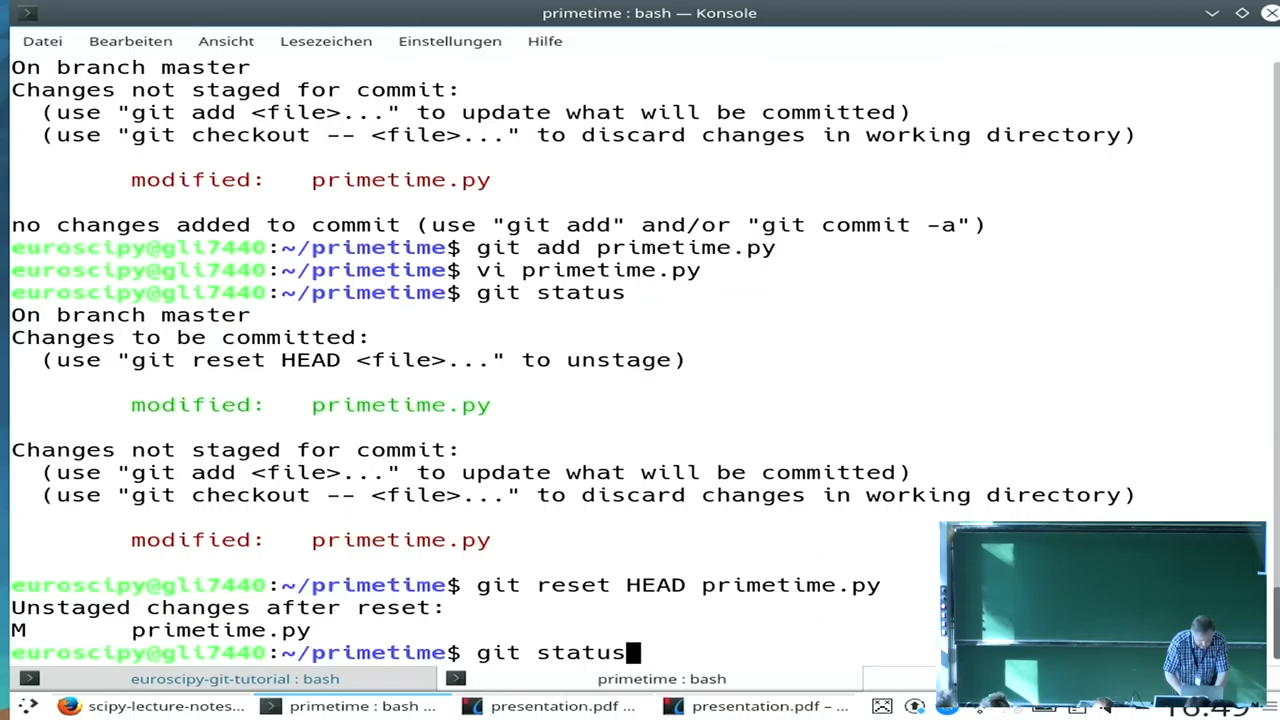 primetime : bash — Konsole
Datei Bearbeiten Ansicht Lesezeichen Einstellungen Hilfe
On branch master
Changes not staged for commit:
  (use "git add <file>..." to update what will be committed)
  (use "git checkout -- <file>..." to discard changes in working directory)
        modified:   primetime.py
no changes added to commit (use "git add" and/or "git commit -a")
euroscipy@gli7440:~/primetime$ git add primetime.py
euroscipy@gli7440:~/primetime$ vi primetime.py
euroscipy@gli7440:~/primetime$ git status
On branch master
Changes to be committed:
  (use "git reset HEAD <file>..." to unstage)
        modified:   primetime.py
Changes not staged for commit:
  (use "git add <file>..." to update what will be committed)
  (use "git checkout -- <file>..." to discard changes in working directory)
        modified:   primetime.py
euroscipy@gli7440:~/primetime$ git reset HEAD primetime.py
Unstaged changes after reset:
M       primetime.py
euroscipy@gli7440:~/primetime$ git status
euroscipy-git-tutorial : bash primetime : bash
scipy-lecture-notes... primetime : bash ... presentation.pdf ... presentation.pdf – ...